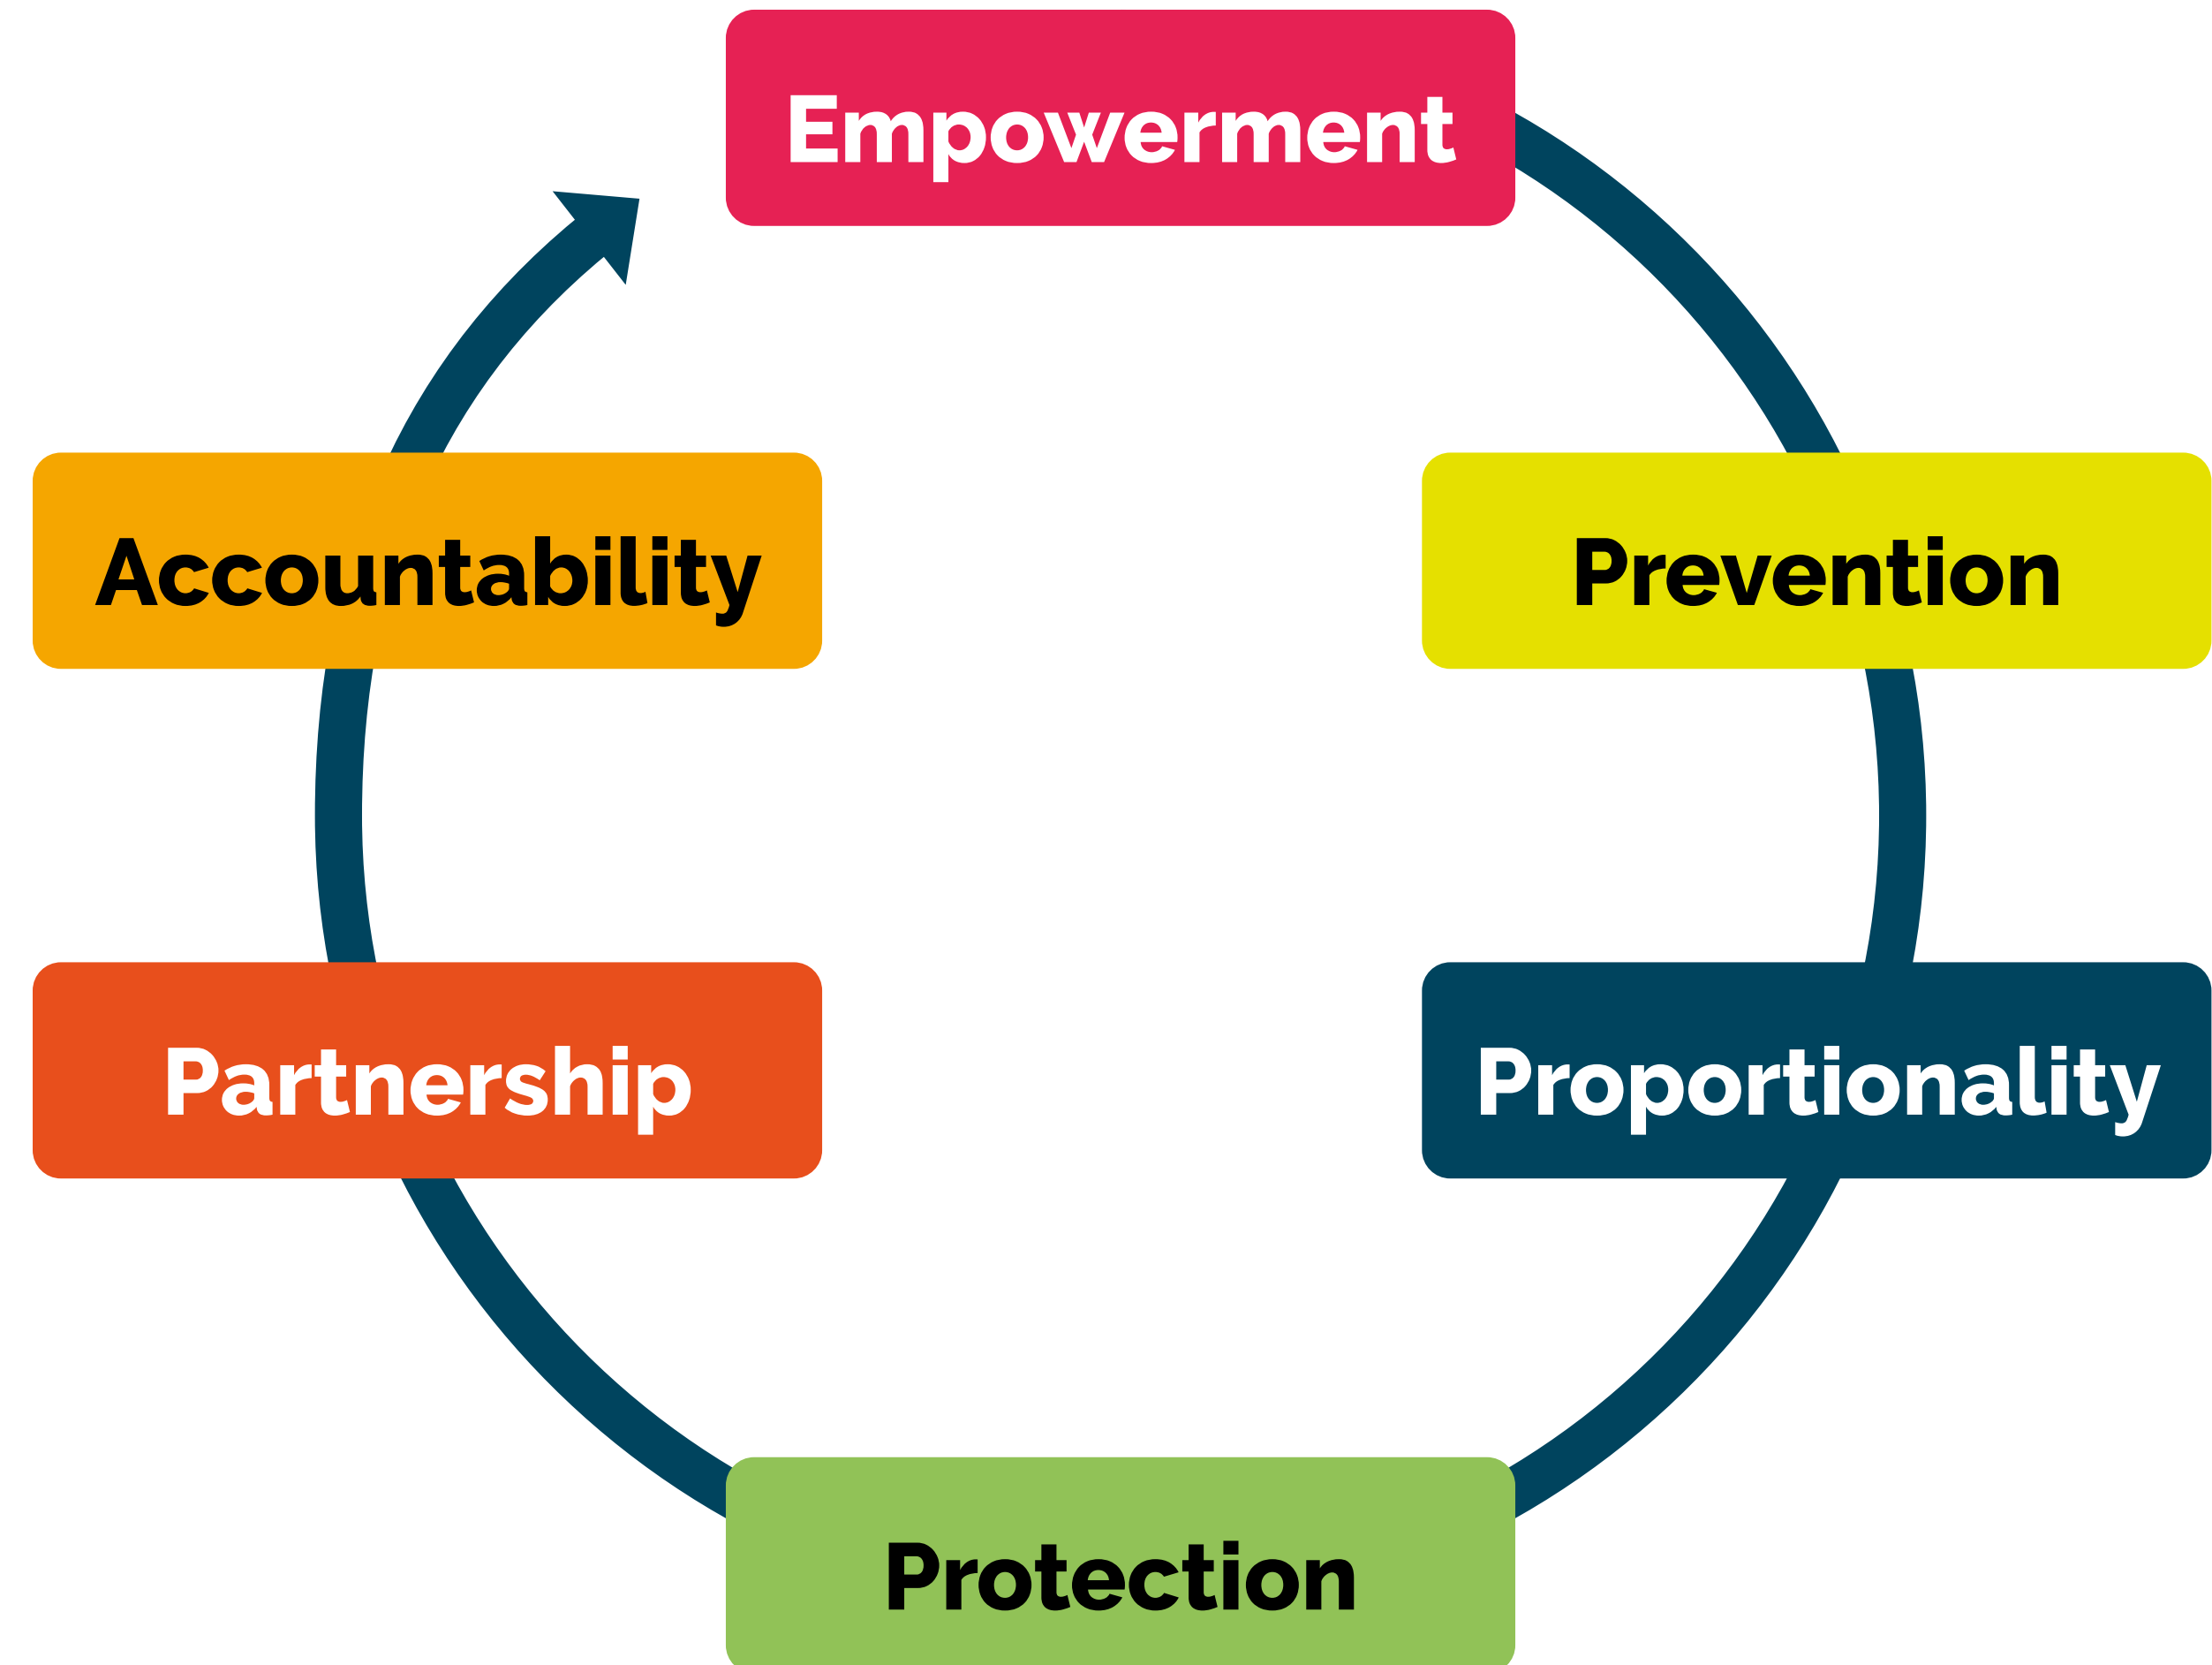 Empowerment
Accountability
Prevention
Partnership
Proportionality
Protection